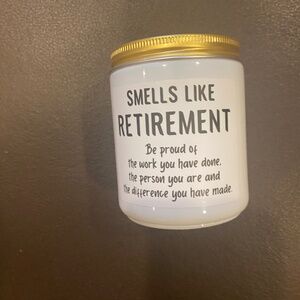 SMELLS LIKE
RETIREMENT
Be proud of
the work you have done,
the person you are and
the difference you have made.